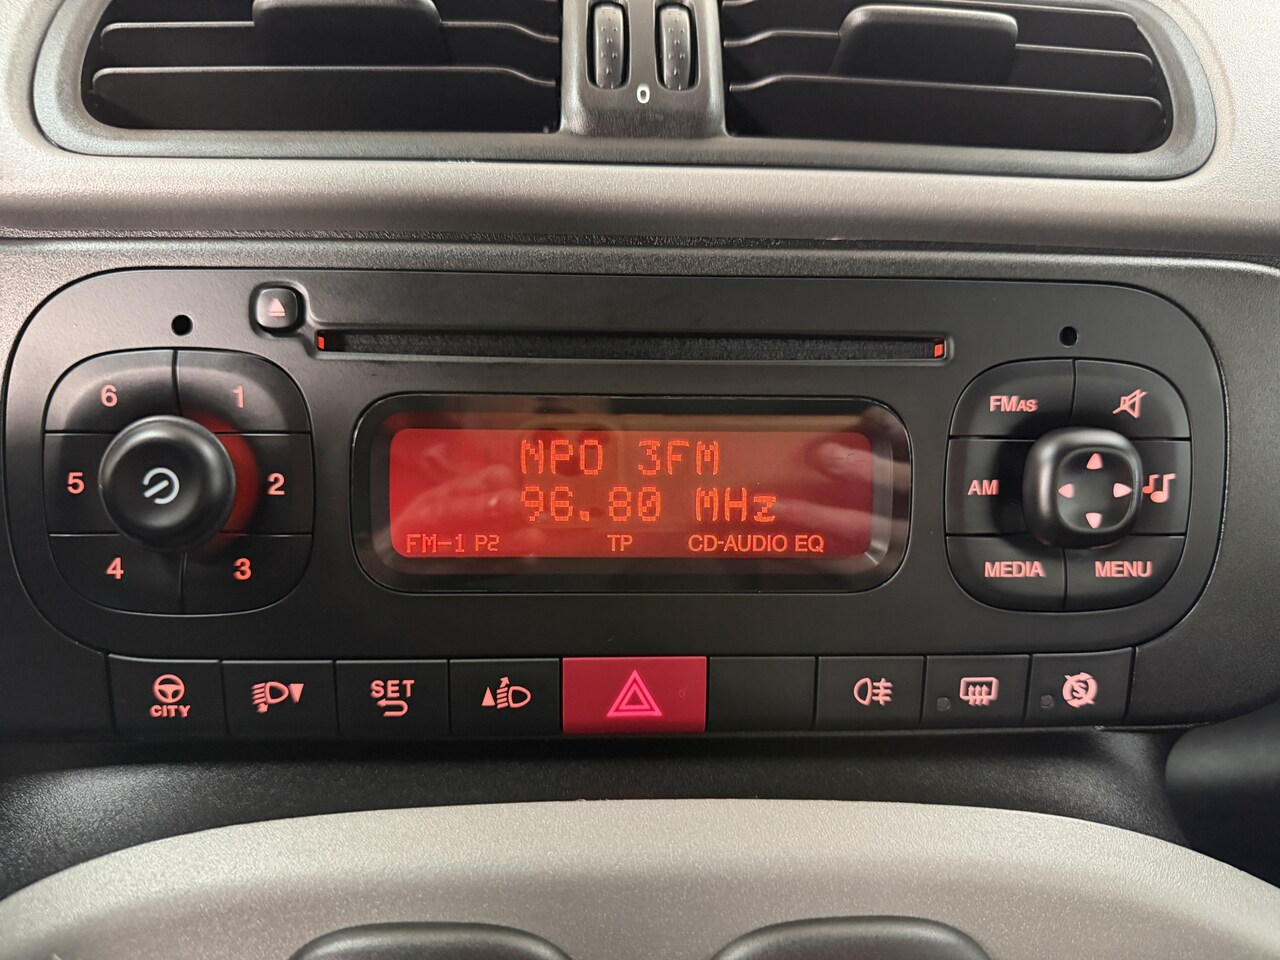 0
6 1
5 2
4 3
NPO 3FM
96.80 MHz
FM-1 P2 TP CD-AUDIO EQ
FMAS
AM
MEDIA MENU
CITY
SET
S